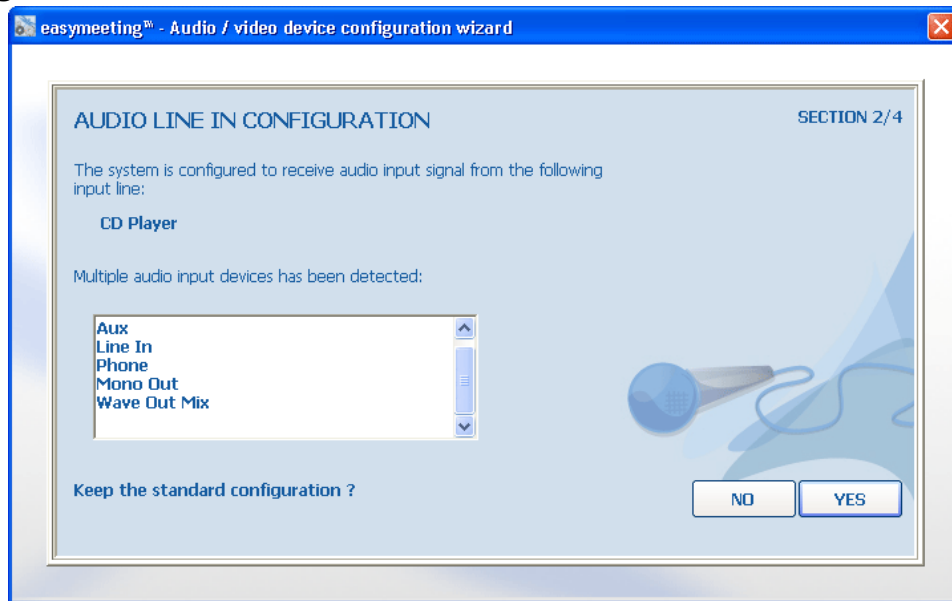 easymeeting™ - Audio / video device configuration wizard
AUDIO LINE IN CONFIGURATION
SECTION 2/4
The system is configured to receive audio input signal from the following
input line:
CD Player
Multiple audio input devices has been detected:
Aux
Line In
Phone
Mono Out
Wave Out Mix
Keep the standard configuration ?
NO
YES